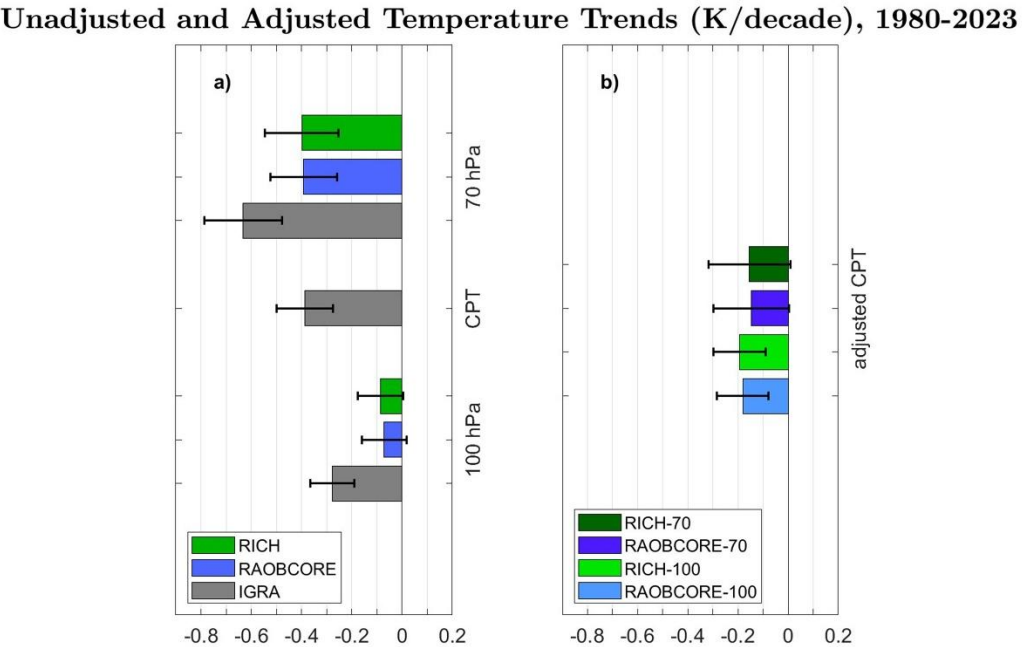 Unadjusted and Adjusted Temperature Trends (K/decade), 1980-2023
a)
70 hPa
CPT
100 hPa
RICH
RAOBCORE
IGRA
-0.8 -0.6 -0.4 -0.2 0 0.2
b)
adjusted CPT
RICH-70
RAOBCORE-70
RICH-100
RAOBCORE-100
-0.8 -0.6 -0.4 -0.2 0 0.2